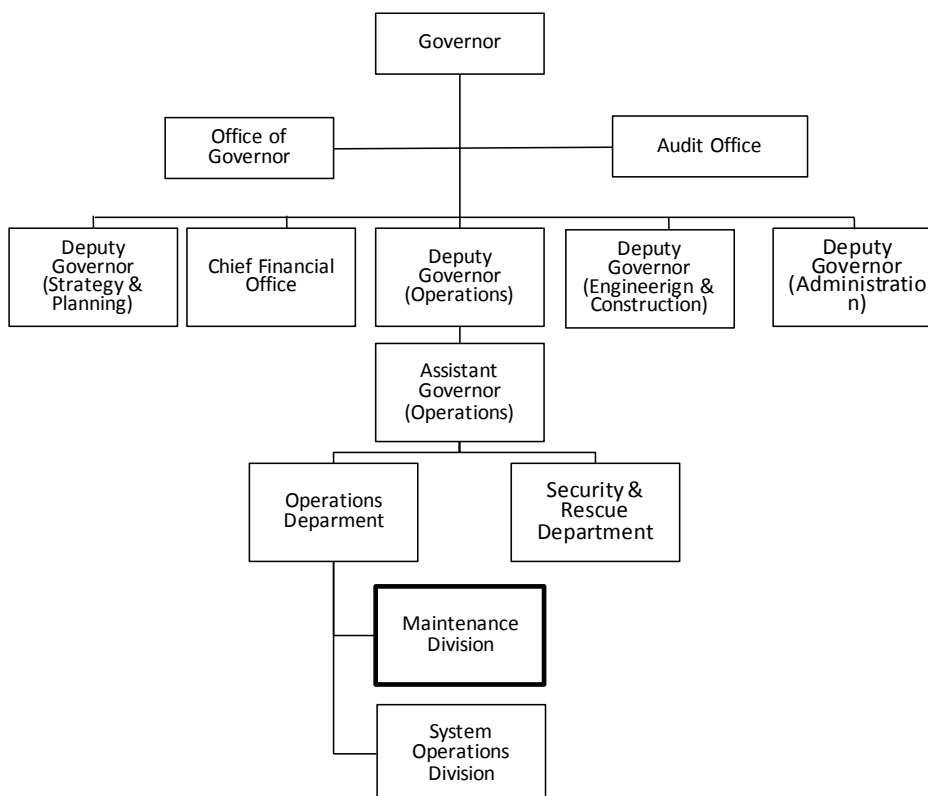 Governor
Office of
Governor
Audit Office
Deputy
Governor
(Strategy &
Planning)
Chief Financial
Office
Deputy
Governor
(Operations)
Deputy
Governor
(Engineerign &
Construction)
Deputy
Governor
(Administratio
n)
Assistant
Governor
(Operations)
Operations
Deparment
Security &
Rescue
Department
Maintenance
Division
System
Operations
Division